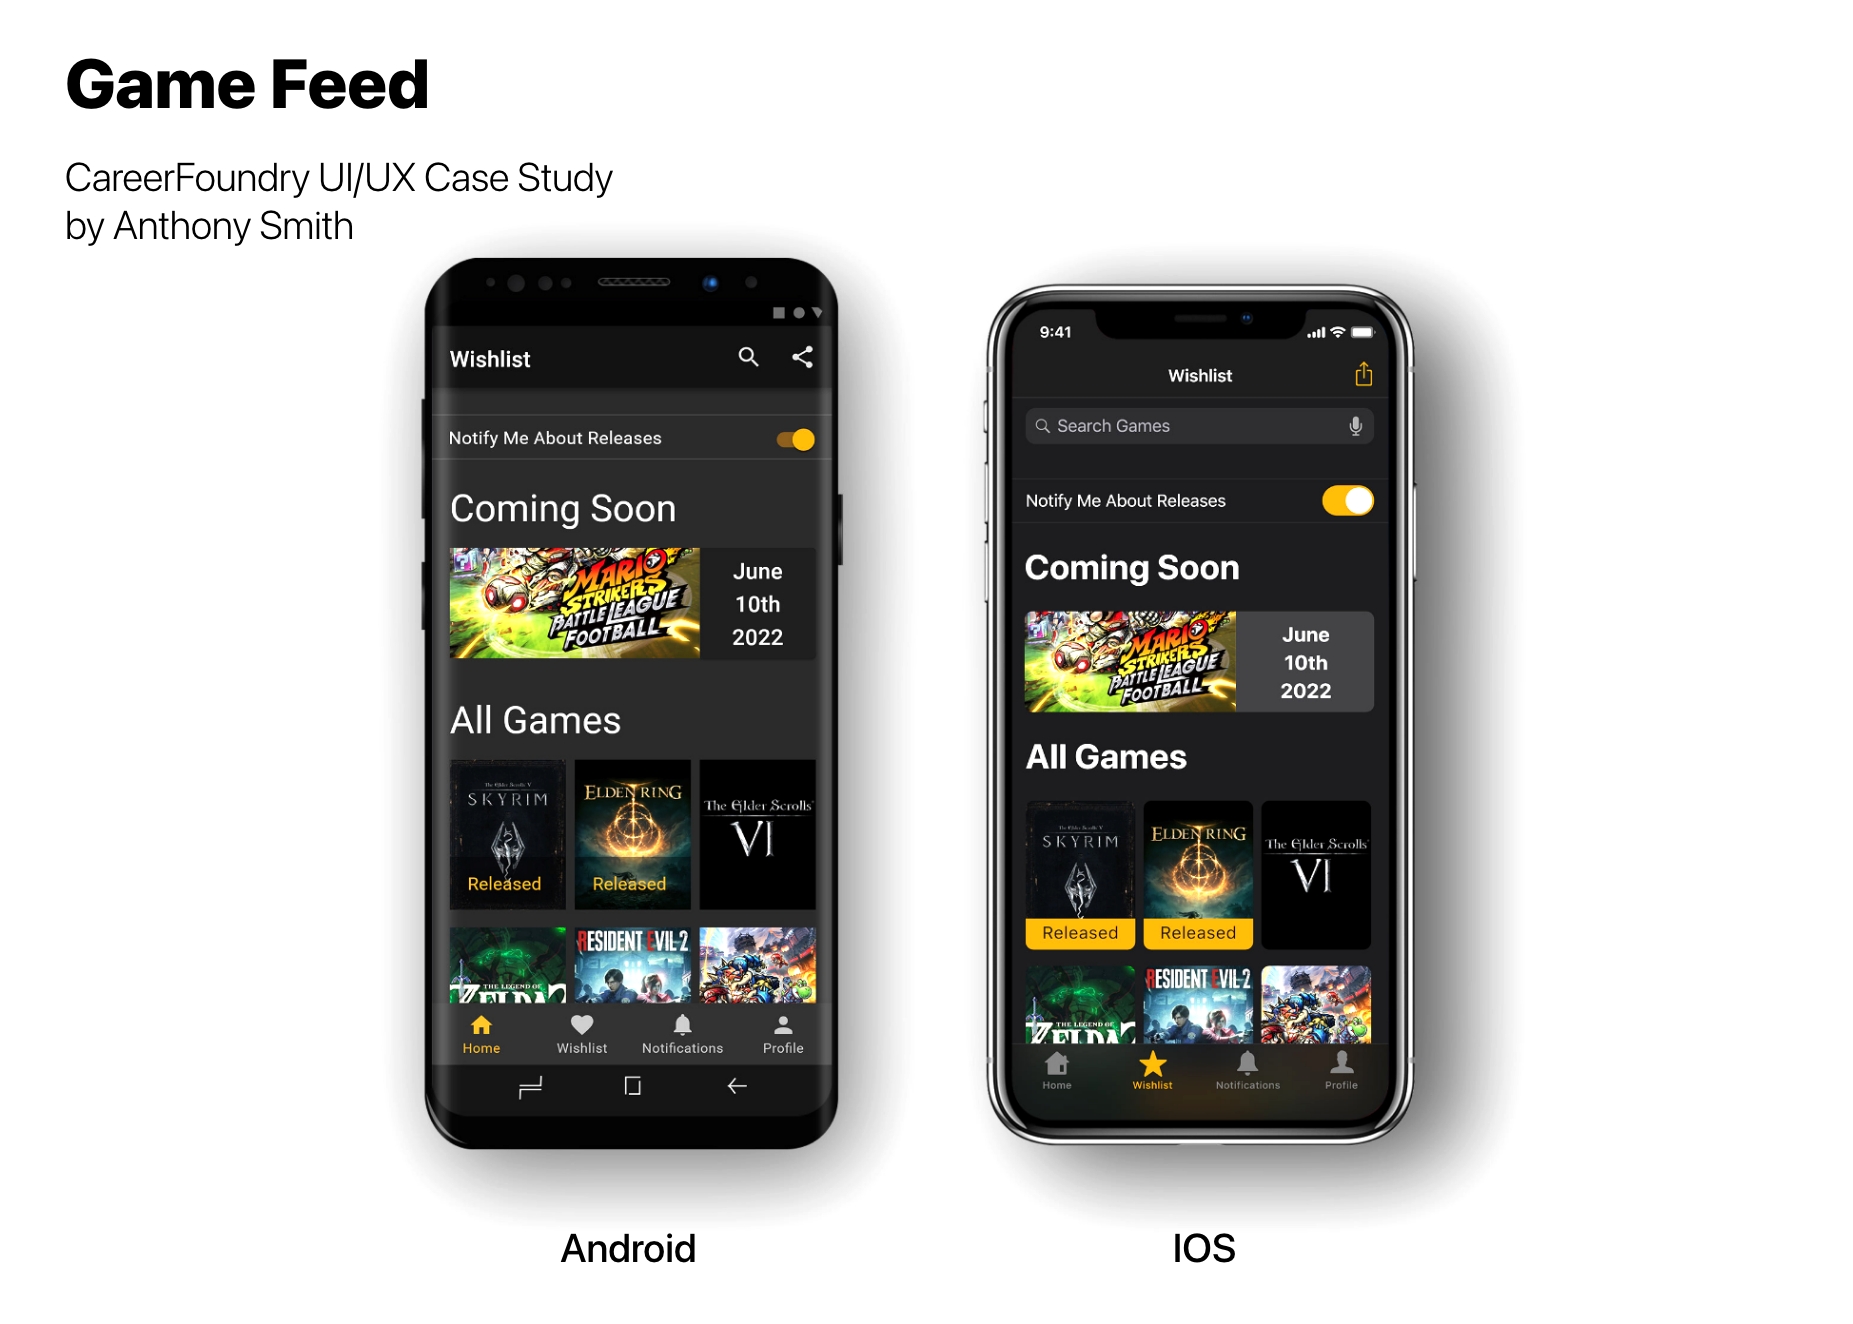 Game Feed
CareerFoundry UI/UX Case Study
by Anthony Smith
Wishlist
Notify Me About Releases
Coming Soon
MARIO
STRIKERS
BATTLE LEAGUE
FOOTBALL
June
10th
2022
All Games
The Elder Scrolls V
SKYRIM
Released
ELDEN RING
Released
The Elder Scrolls
VI
THE LEGEND OF
ZELDA
RESIDENT EVIL 2
Home
Wishlist
Notifications
Profile
Android
9:41
Wishlist
Search Games
Notify Me About Releases
Coming Soon
MARIO
STRIKERS
BATTLE LEAGUE
FOOTBALL
June
10th
2022
All Games
The Elder Scrolls V
SKYRIM
Released
ELDEN RING
Released
The Elder Scrolls
VI
THE LEGEND OF
ZELDA
RESIDENT EVIL 2
Home
Wishlist
Notifications
Profile
IOS